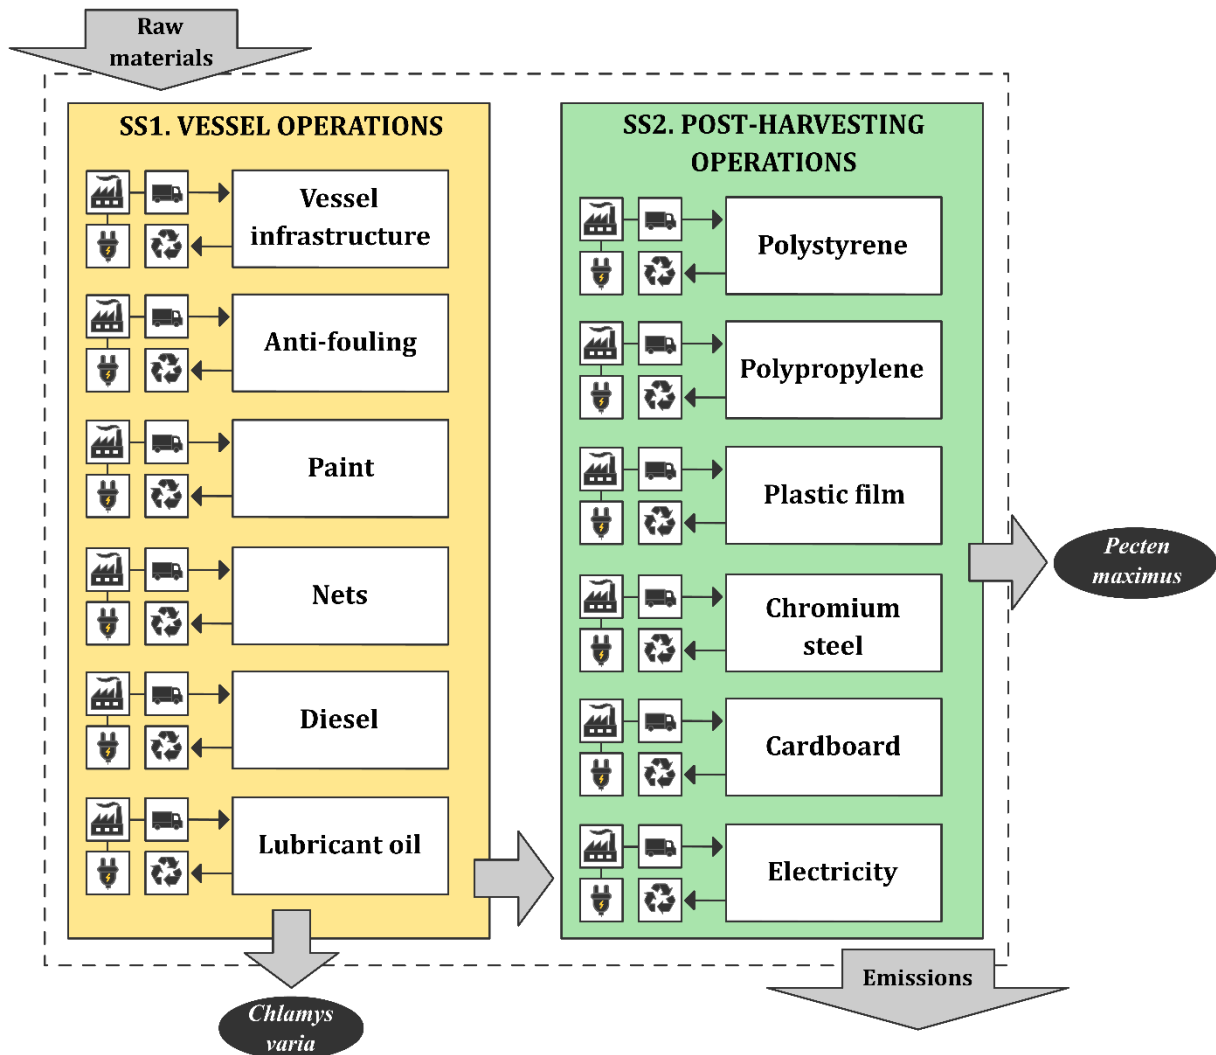 Raw
materials
SS1. VESSEL OPERATIONS
Vessel
infrastructure
Anti-fouling
Paint
Nets
Diesel
Lubricant oil
SS2. POST-HARVESTING
OPERATIONS
Polystyrene
Polypropylene
Plastic film
Chromium
steel
Cardboard
Electricity
Pecten
maximus
Emissions
Chlamys
varia